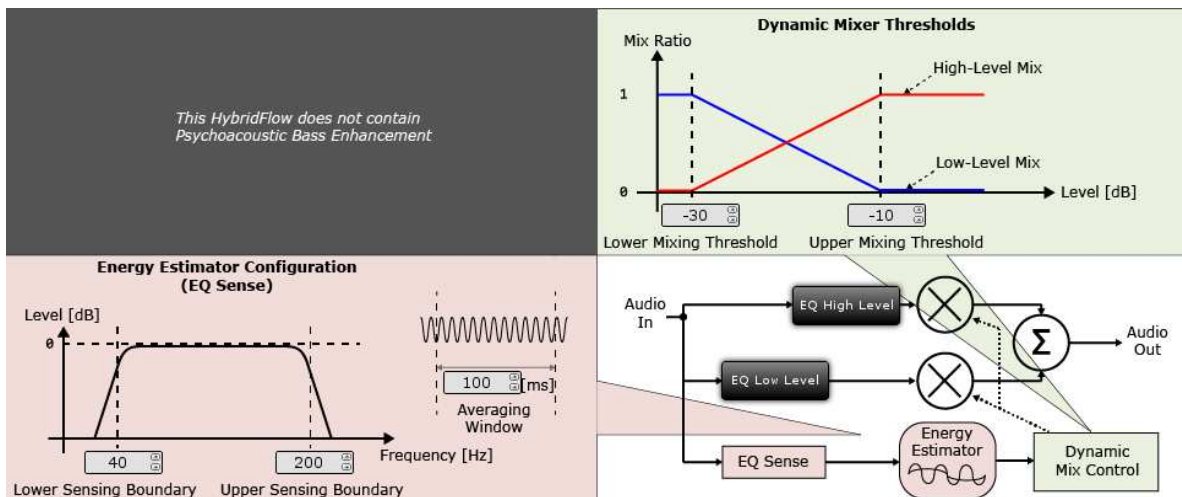 This HybridFlow does not contain
Psychoacoustic Bass Enhancement
Dynamic Mixer Thresholds
Mix Ratio
High-Level Mix
1
Low-Level Mix
0
Level [dB]
-30
-10
Lower Mixing Threshold
Upper Mixing Threshold
Energy Estimator Configuration
(EQ Sense)
Level [dB]
0
100
[ms]
Averaging
Window
Frequency [Hz]
40
200
Lower Sensing Boundary
Upper Sensing Boundary
Audio
In
EQ High Level
Σ
Audio
Out
EQ Low Level
EQ Sense
Energy
Estimator
Dynamic
Mix Control